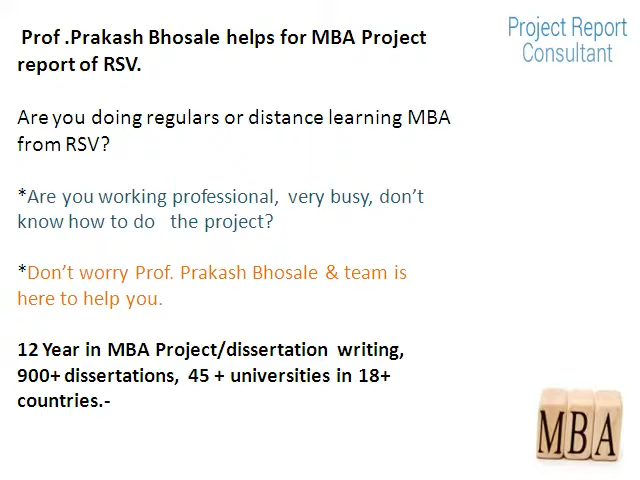 Prof .Prakash Bhosale helps for MBA Project
report of RSV.
Project Report
Consultant
Are you doing regulars or distance learning MBA
from RSV?
*Are you working professional, very busy, don't
know how to do the project?
*Don't worry Prof. Prakash Bhosale & team is
here to help you.
12 Year in MBA Project/dissertation writing,
900+ dissertations, 45 + universities in 18+
countries.-
MBA